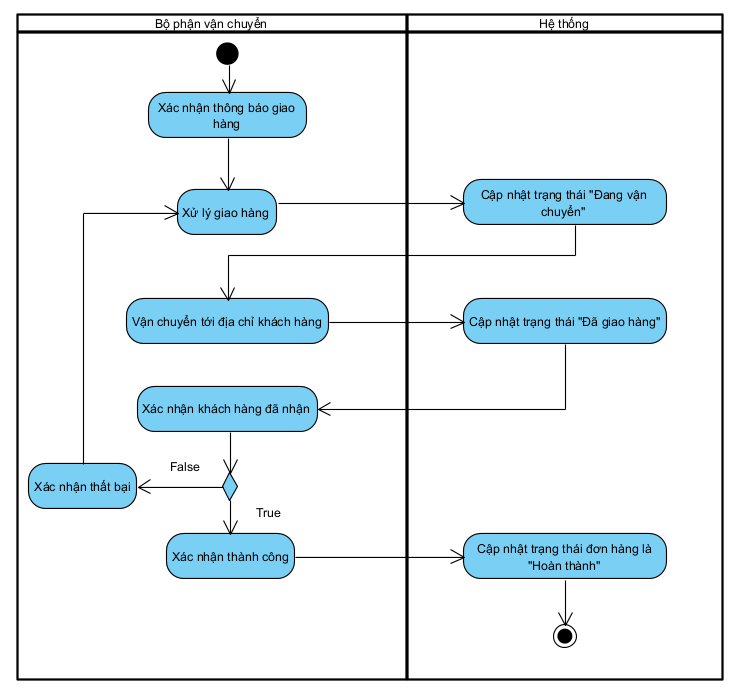 Bộ phận vận chuyển
Hệ thống
Xác nhận thông báo giao
hàng
Xử lý giao hàng
Cập nhật trạng thái "Đang vận
chuyển"
Vận chuyển tới địa chỉ khách hàng
Cập nhật trạng thái "Đã giao hàng"
Xác nhận khách hàng đã nhận
False
Xác nhận thất bại
True
Xác nhận thành công
Cập nhật trạng thái đơn hàng là
"Hoàn thành"